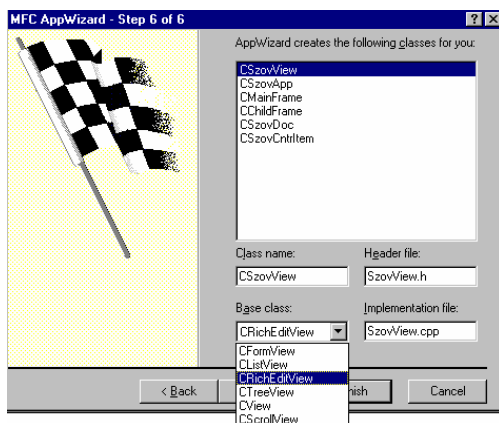 MFC AppWizard - Step 6 of 6
AppWizard creates the following classes for you:
CSzovView
CSzovApp
CMainFrame
CChildFrame
CSzovDoc
CSzovCntrItem
Class name:
Header file:
CSzovView
SzovView.h
Base class:
Implementation file:
CRichEditView
SzovView.cpp
CFormView
CListView
CRichEditView
CTreeView
CView
CScrollView
< Back
nish
Cancel